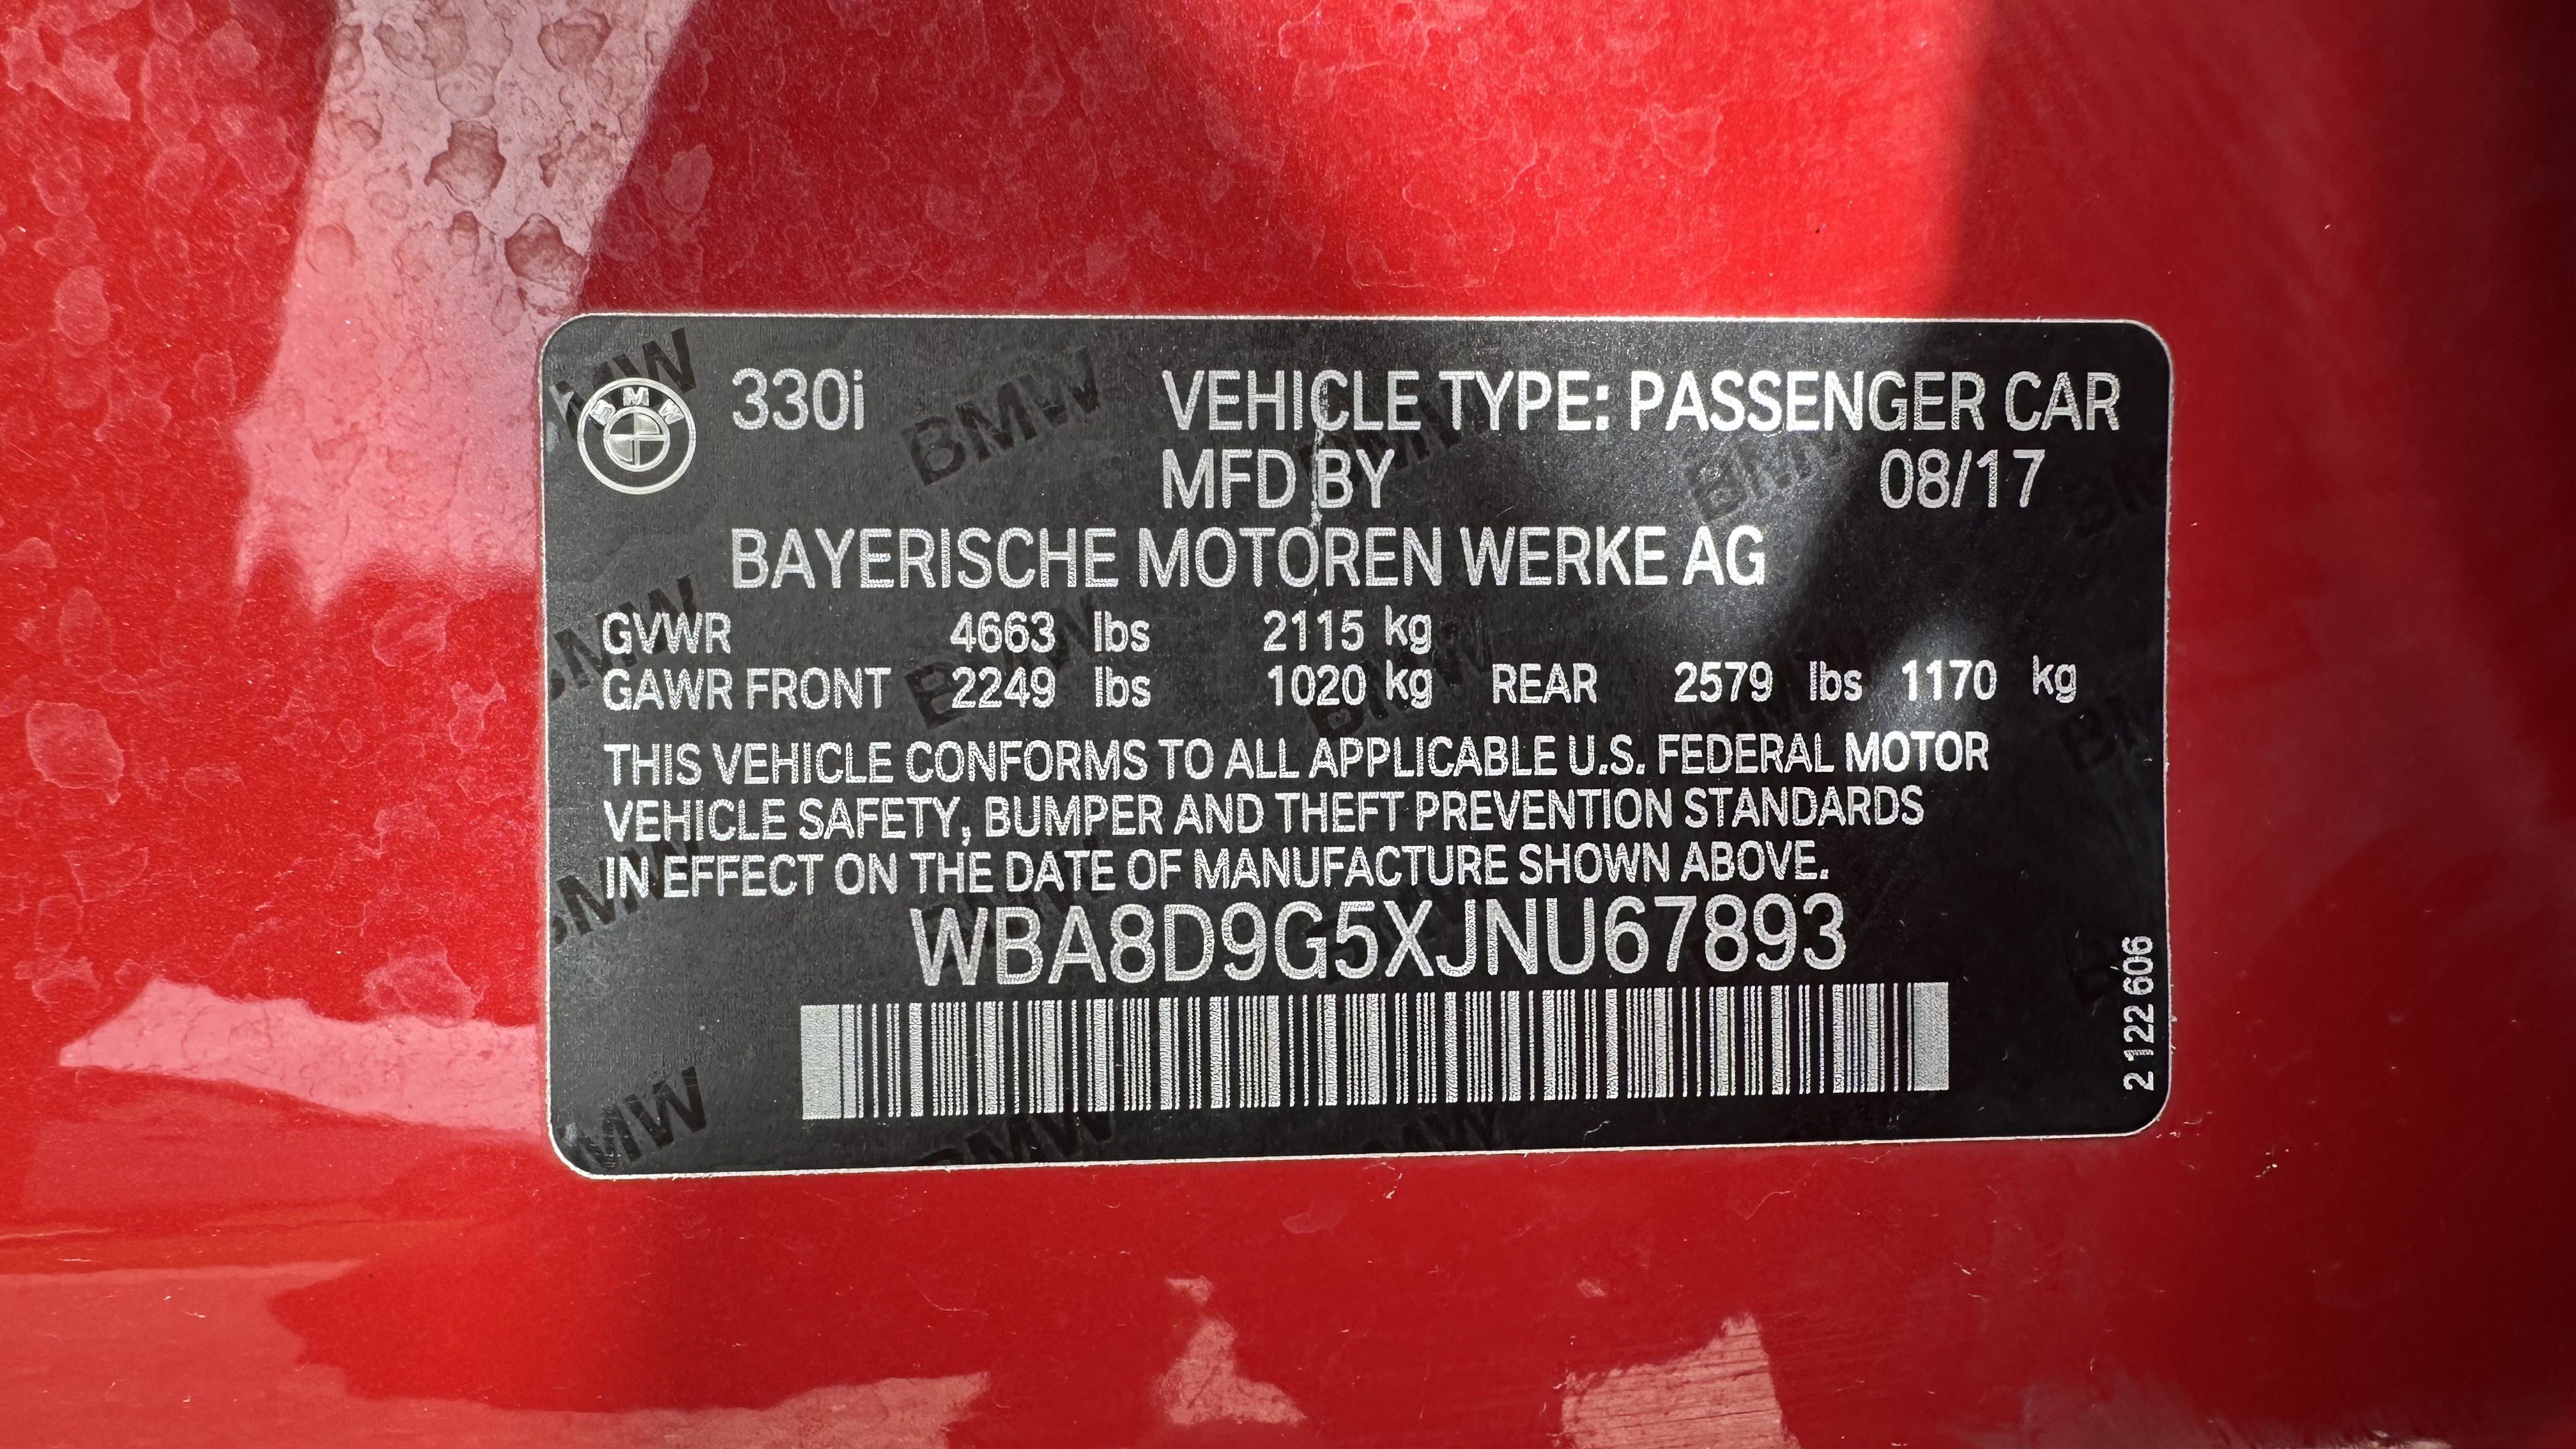 BMW 330i VEHICLE TYPE: PASSENGER CAR
MFD BY 08/17
BAYERISCHE MOTOREN WERKE AG
GVWR 4663 lbs 2115 kg
GAWR FRONT 2249 lbs 1020 kg REAR 2579 lbs 1170 kg
THIS VEHICLE CONFORMS TO ALL APPLICABLE U.S. FEDERAL MOTOR
VEHICLE SAFETY, BUMPER AND THEFT PREVENTION STANDARDS
IN EFFECT ON THE DATE OF MANUFACTURE SHOWN ABOVE.
WBA8D9G5XJNU67893
2 122 606